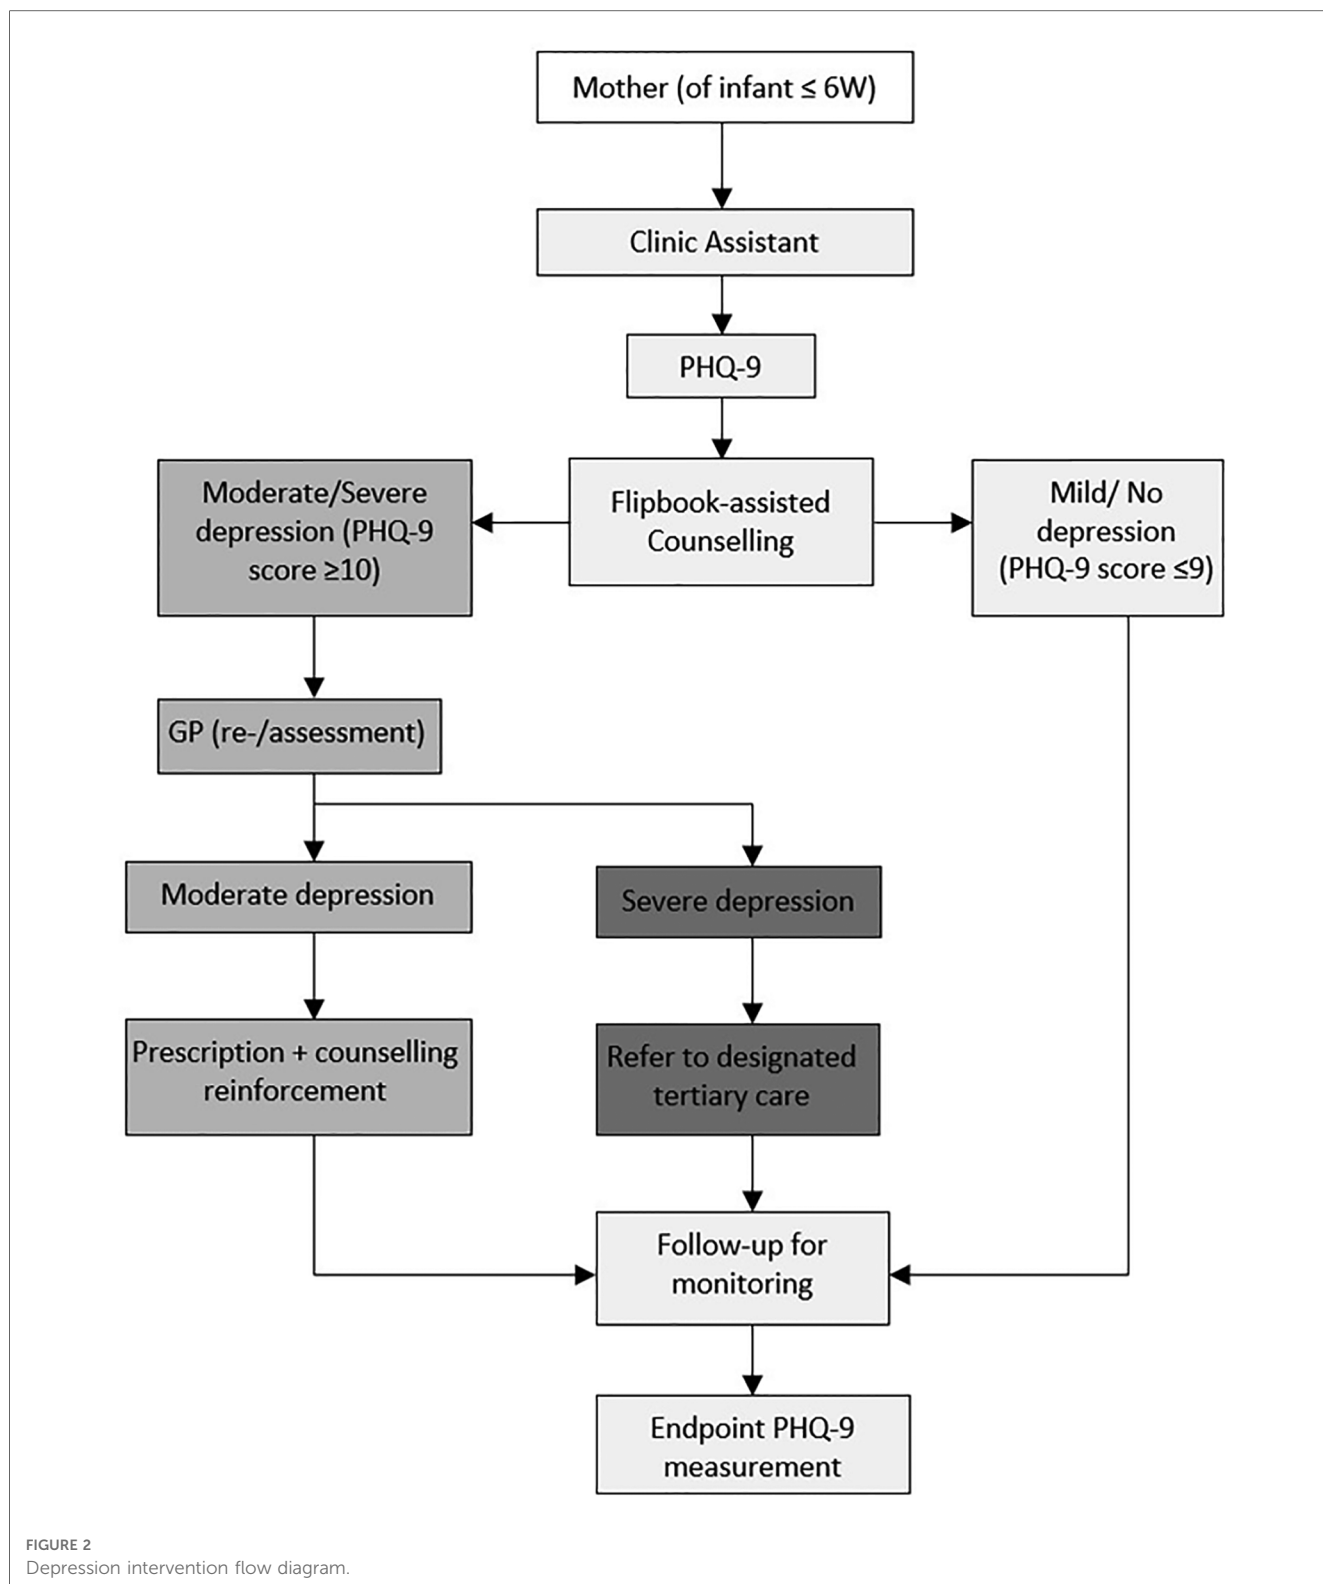 Mother (of infant ≤ 6W)
Clinic Assistant
PHQ-9
Moderate/Severe
depression (PHQ-9
score ≥10)
Flipbook-assisted
Counselling
Mild/ No
depression
(PHQ-9 score ≤9)
GP (re-/assessment)
Moderate depression
Severe depression
Prescription + counselling
reinforcement
Refer to designated
tertiary care
Follow-up for
monitoring
Endpoint PHQ-9
measurement
FIGURE 2
Depression intervention flow diagram.